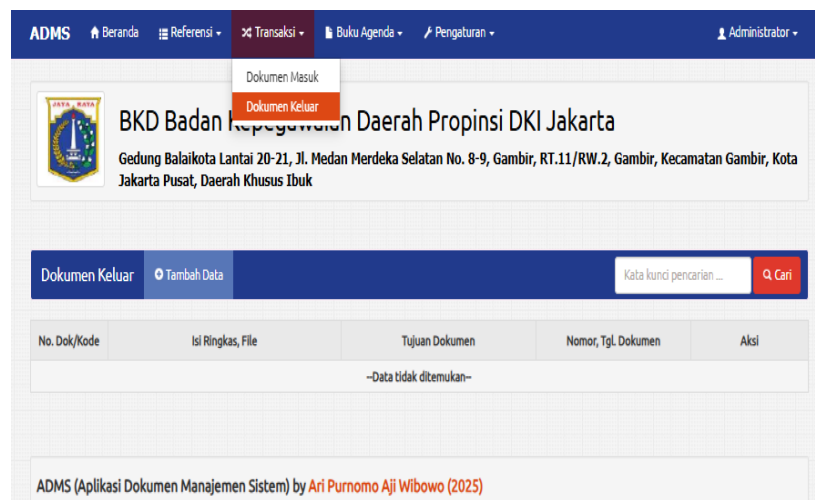 ADMS Beranda Referensi Transaksi Buku Agenda Pengaturan Administrator
Dokumen Masuk
Dokumen Keluar
JAYA RAYA
BKD Badan Kepegawaian Daerah Propinsi DKI Jakarta
Gedung Balaikota Lantai 20-21, Jl. Medan Merdeka Selatan No. 8-9, Gambir, RT.11/RW.2, Gambir, Kecamatan Gambir, Kota
Jakarta Pusat, Daerah Khusus Ibuk
Dokumen Keluar Tambah Data Kata kunci pencarian ... Cari
No. Dok/Kode Isi Ringkas, File Tujuan Dokumen Nomor, Tgl. Dokumen Aksi
--Data tidak ditemukan--
ADMS (Aplikasi Dokumen Manajemen Sistem) by Ari Purnomo Aji Wibowo (2025)